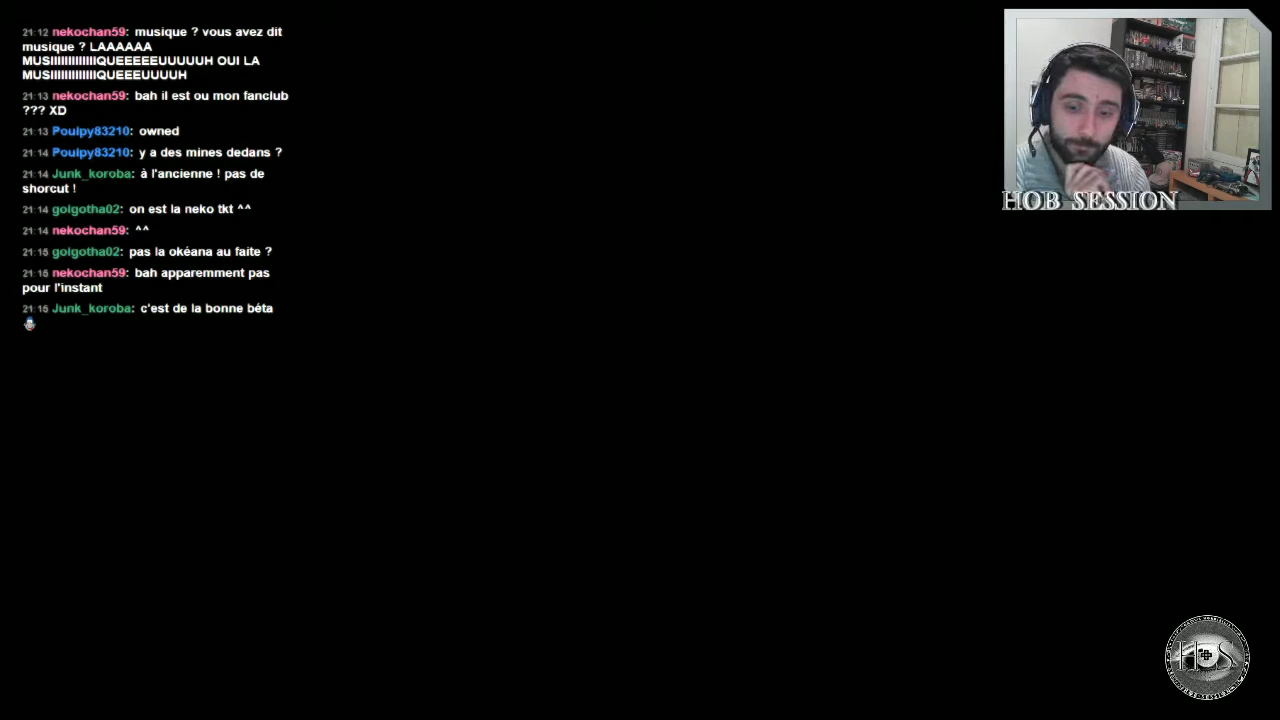 21:12 nekochan59: musique ? vous avez dit
musique ? LAAAAAA
MUSIIIIIIIIIIIIQUEEEEEUUUUUH OUI LA
MUSIIIIIIIIIIIIQUEEEUUUUH
21:13 nekochan59: bah il est ou mon fanclub
??? XD
21:13 Poulpy83210: owned
21:14 Poulpy83210: y a des mines dedans ?
21:14 Junk_koroba: à l'ancienne ! pas de
shorcut !
21:14 golgotha02: on est la neko tkt ^^
21:14 nekochan59: ^^
21:15 golgotha02: pas la okéana au faite ?
21:15 nekochan59: bah apparemment pas
pour l'instant
21:15 Junk_koroba: c'est de la bonne béta
HOB SESSION
HS